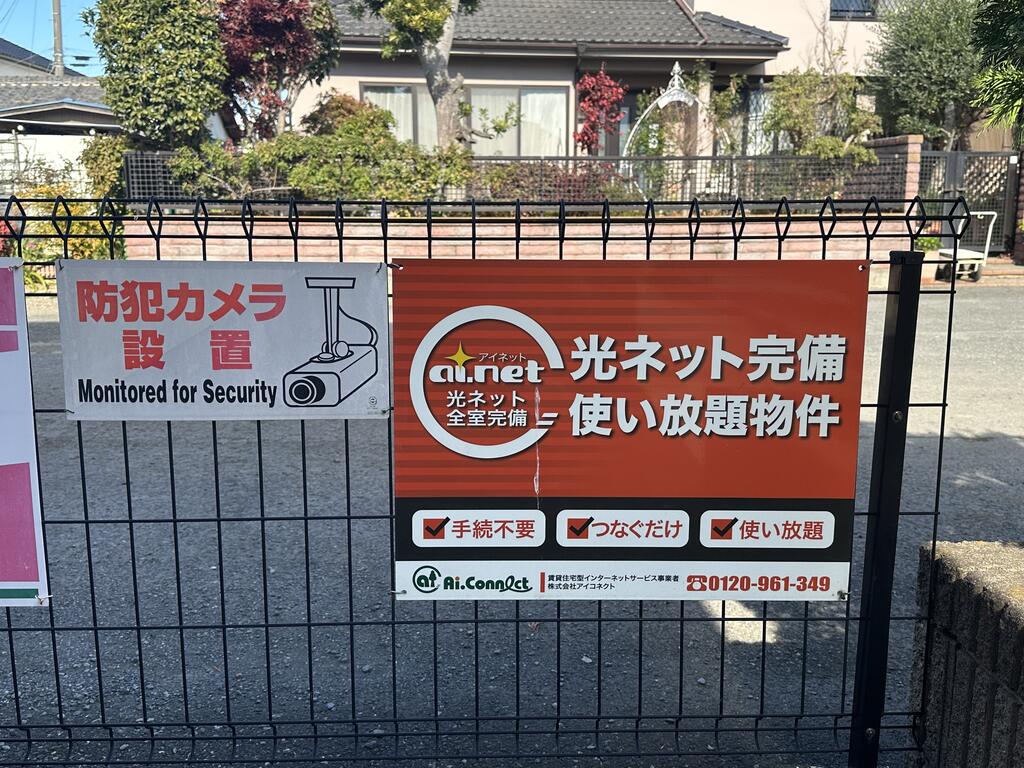 防犯カメラ
設置
Monitored for Security
アイネット
ai.net
光ネット
全室完備
光ネット完備
使い放題物件
手続不要
つなぐだけ
使い放題
Ai.Connect
賃貸住宅型インターネットサービス事業者
株式会社アイコネクト
0120-961-349